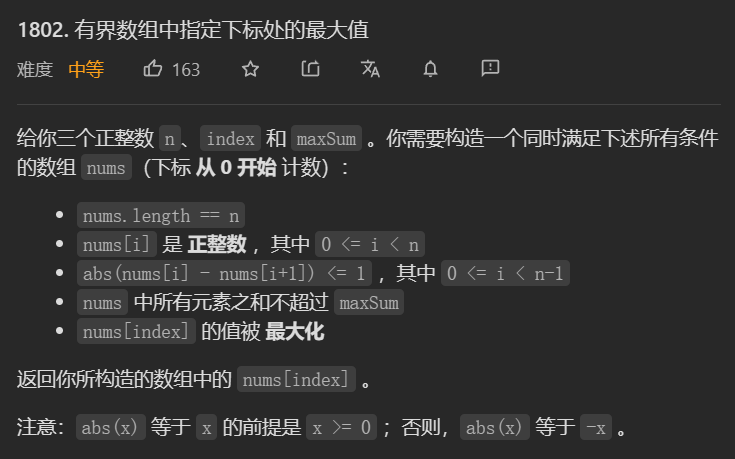 1802. 有界数组中指定下标处的最大值
难度 中等 163
给你三个正整数 n、index 和 maxSum 。你需要构造一个同时满足下述所有条件
的数组 nums（下标 从 0 开始 计数）：
nums.length == n
nums[i] 是 正整数 ，其中 0 <= i < n
abs(nums[i] - nums[i+1]) <= 1 ，其中 0 <= i < n-1
nums 中所有元素之和不超过 maxSum
nums[index] 的值被 最大化
返回你所构造的数组中的 nums[index] 。
注意：abs(x) 等于 x 的前提是 x >= 0 ；否则，abs(x) 等于 -x 。